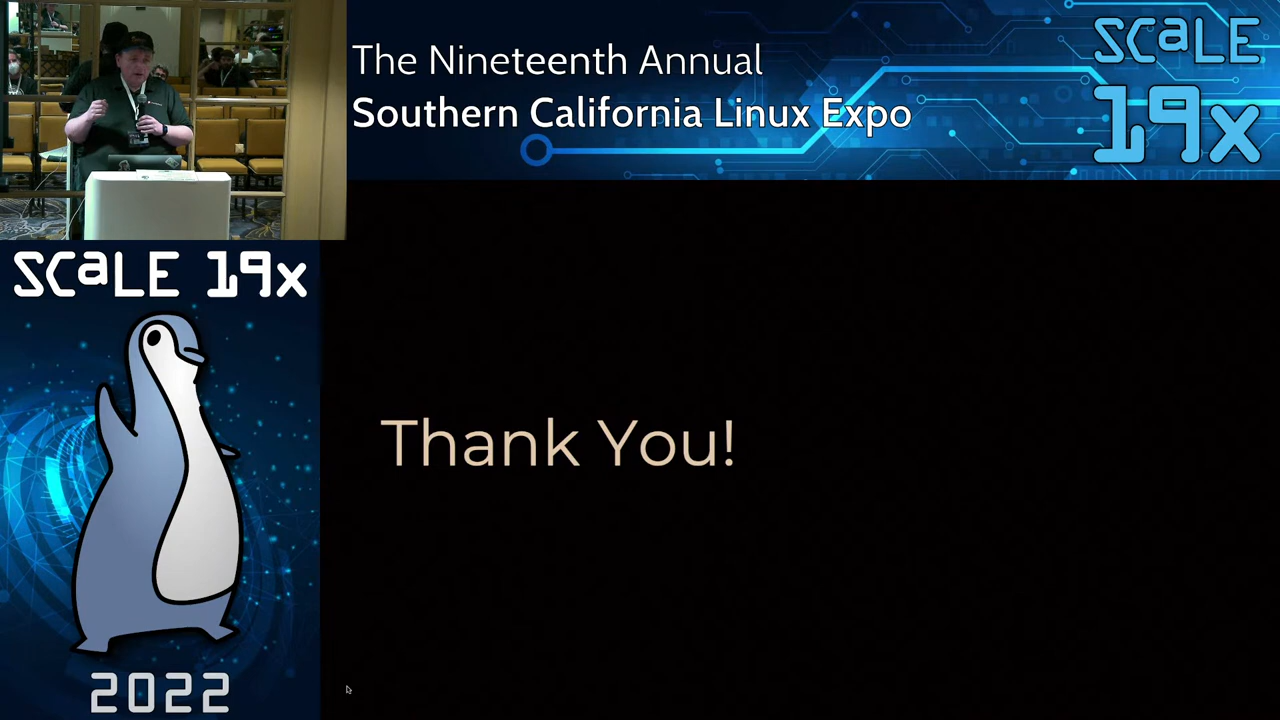 The Nineteenth Annual
Southern California Linux Expo
SCaLE
19x
SCaLE 19x
Thank You!
2022